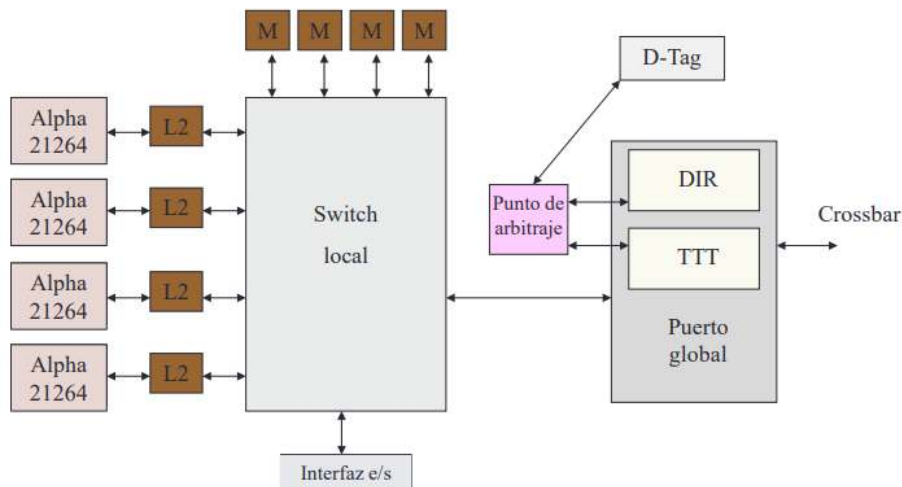 M M M M
D-Tag
Alpha
21264
L2
Alpha
21264
L2
Alpha
21264
L2
Alpha
21264
L2
Switch
local
Punto de
arbitraje
DIR
TTT
Puerto
global
Crossbar
Interfaz e/s